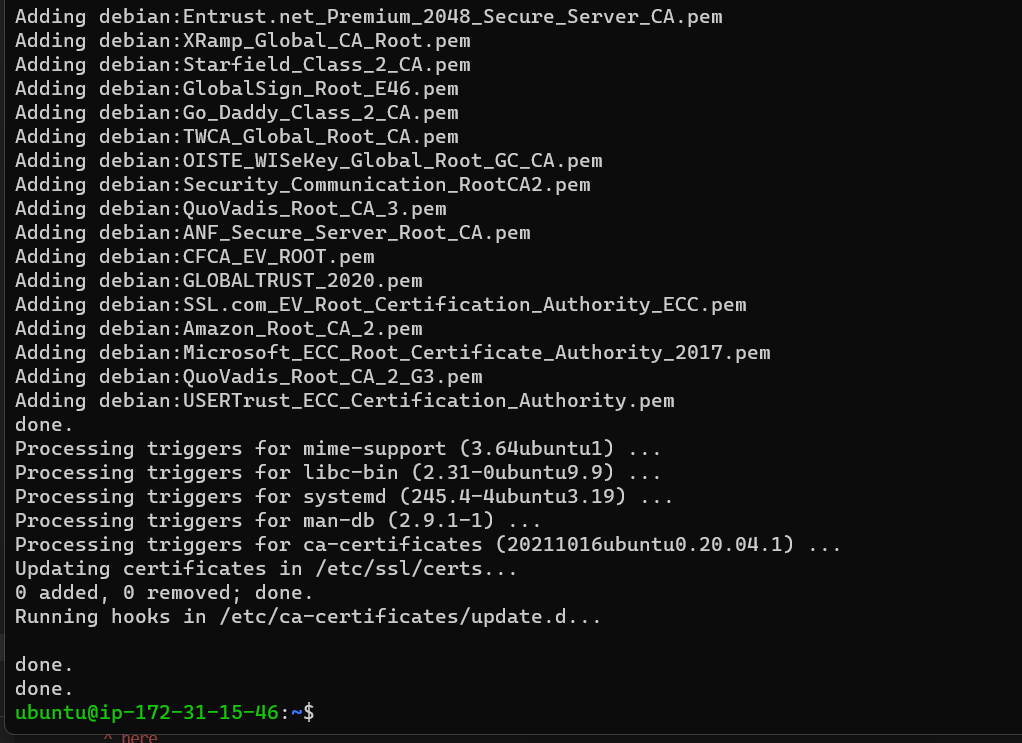 Adding debian:Entrust.net_Premium_2048_Secure_Server_CA.pem
Adding debian:XRamp_Global_CA_Root.pem
Adding debian:Starfield_Class_2_CA.pem
Adding debian:GlobalSign_Root_E46.pem
Adding debian:Go_Daddy_Class_2_CA.pem
Adding debian:TWCA_Global_Root_CA.pem
Adding debian:OISTE_WISeKey_Global_Root_GC_CA.pem
Adding debian:Security_Communication_RootCA2.pem
Adding debian:QuoVadis_Root_CA_3.pem
Adding debian:ANF_Secure_Server_Root_CA.pem
Adding debian:CFCA_EV_ROOT.pem
Adding debian:GLOBALTRUST_2020.pem
Adding debian:SSL.com_EV_Root_Certification_Authority_ECC.pem
Adding debian:Amazon_Root_CA_2.pem
Adding debian:Microsoft_ECC_Root_Certificate_Authority_2017.pem
Adding debian:QuoVadis_Root_CA_2_G3.pem
Adding debian:USERTrust_ECC_Certification_Authority.pem
done.
Processing triggers for mime-support (3.64ubuntu1) ...
Processing triggers for libc-bin (2.31-0ubuntu9.9) ...
Processing triggers for systemd (245.4-4ubuntu3.19) ...
Processing triggers for man-db (2.9.1-1) ...
Processing triggers for ca-certificates (20211016ubuntu0.20.04.1) ...
Updating certificates in /etc/ssl/certs...
0 added, 0 removed; done.
Running hooks in /etc/ca-certificates/update.d...
done.
done.
ubuntu@ip-172-31-15-46:~$
^ here